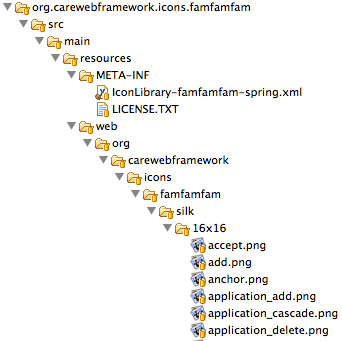 org.carewebframework.icons.famfamfam
src
main
resources
META-INF
IconLibrary-famfamfam-spring.xml
LICENSE.TXT
web
org
carewebframework
icons
famfamfam
silk
16x16
accept.png
add.png
anchor.png
application_add.png
application_cascade.png
application_delete.png